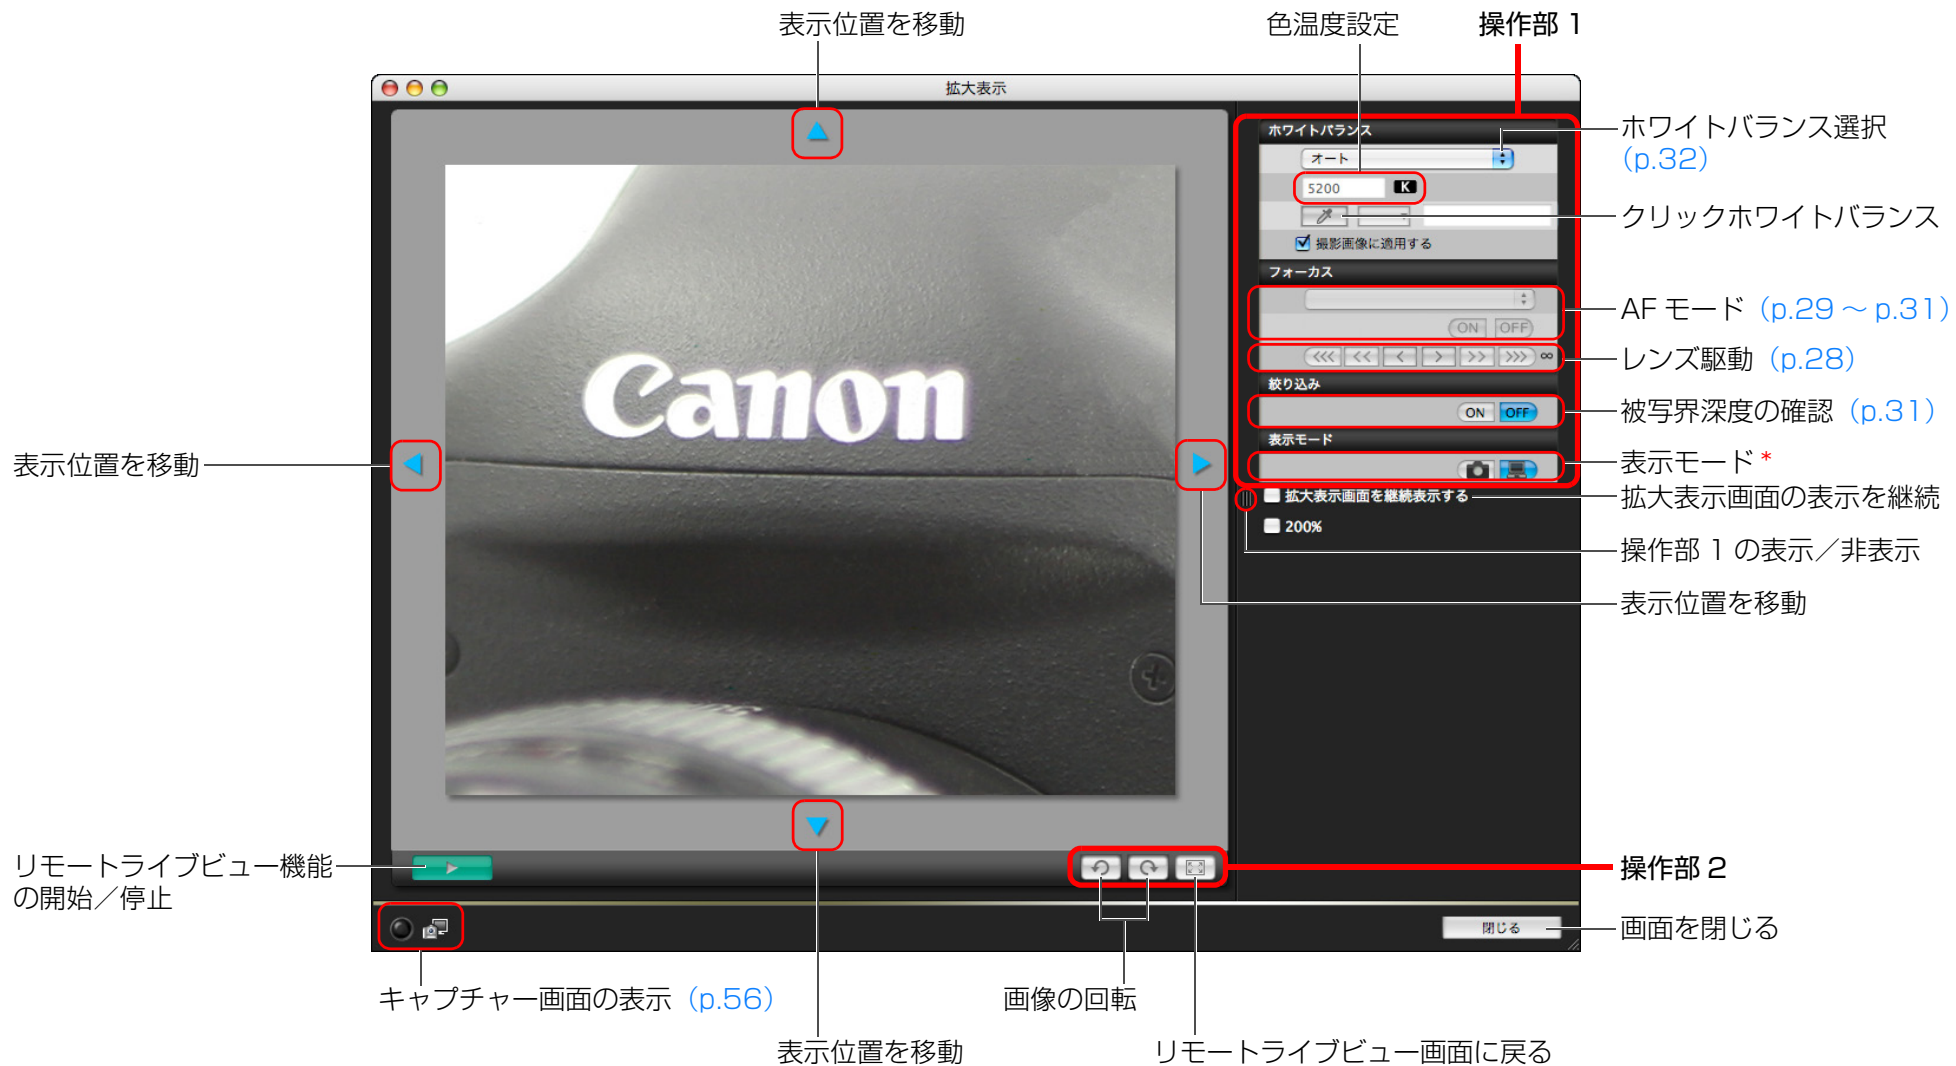 表示位置を移動
色温度設定
操作部 1
拡大表示
ホワイトバランス
ホワイトバランス選択
(p.32)
オート
5200 K
クリックホワイトバランス
撮影画像に適用する
フォーカス
AF モード (p.29 ～ p.31)
ON OFF
<<< << < > >> >>> ∞
レンズ駆動 (p.28)
絞り込み
ON OFF
被写界深度の確認 (p.31)
表示モード
表示モード *
拡大表示画面を継続表示する
拡大表示画面の表示を継続
200%
操作部 1 の表示／非表示
表示位置を移動
表示位置を移動
Canon
リモートライブビュー機能
の開始／停止
操作部 2
閉じる
画面を閉じる
キャプチャー画面の表示 (p.56)
画像の回転
表示位置を移動
リモートライブビュー画面に戻る